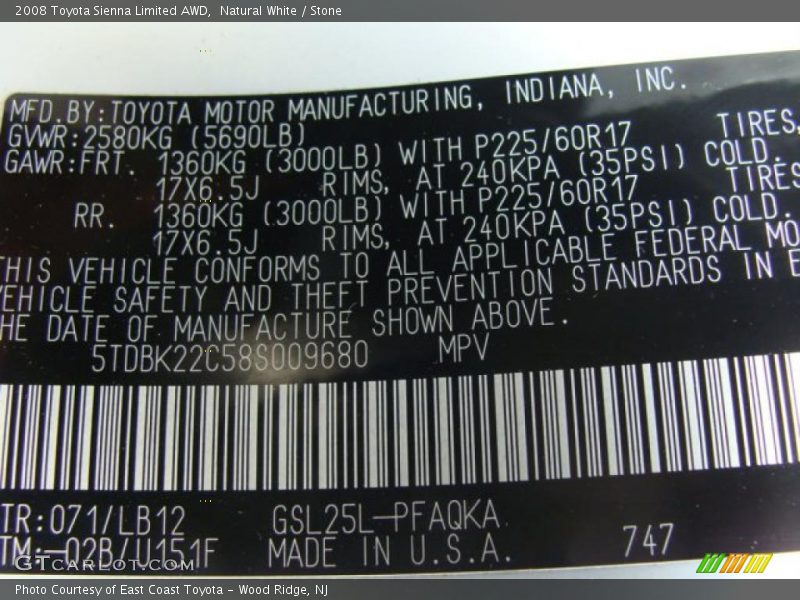 2008 Toyota Sienna Limited AWD,  Natural White / Stone
MFD.BY:TOYOTA MOTOR MANUFACTURING, INDIANA, INC.
GVWR:2580KG (5690LB)
GAWR:FRT. 1360KG (3000LB) WITH P225/60R17 TIRES,
17X6.5J RIMS, AT 240KPA (35PSI) COLD.
RR. 1360KG (3000LB) WITH P225/60R17 TIRES
17X6.5J RIMS, AT 240KPA (35PSI) COLD.
THIS VEHICLE CONFORMS TO ALL APPLICABLE FEDERAL MO
VEHICLE SAFETY AND THEFT PREVENTION STANDARDS IN E
HE DATE OF MANUFACTURE SHOWN ABOVE.
5TDBK22C58S009680 MPV
TR:071/LB12 GSL25L-PFAQKA
TM:-02B/U151F MADE IN U.S.A. 747
GTcarlot.com
Photo Courtesy of East Coast Toyota - Wood Ridge, NJ